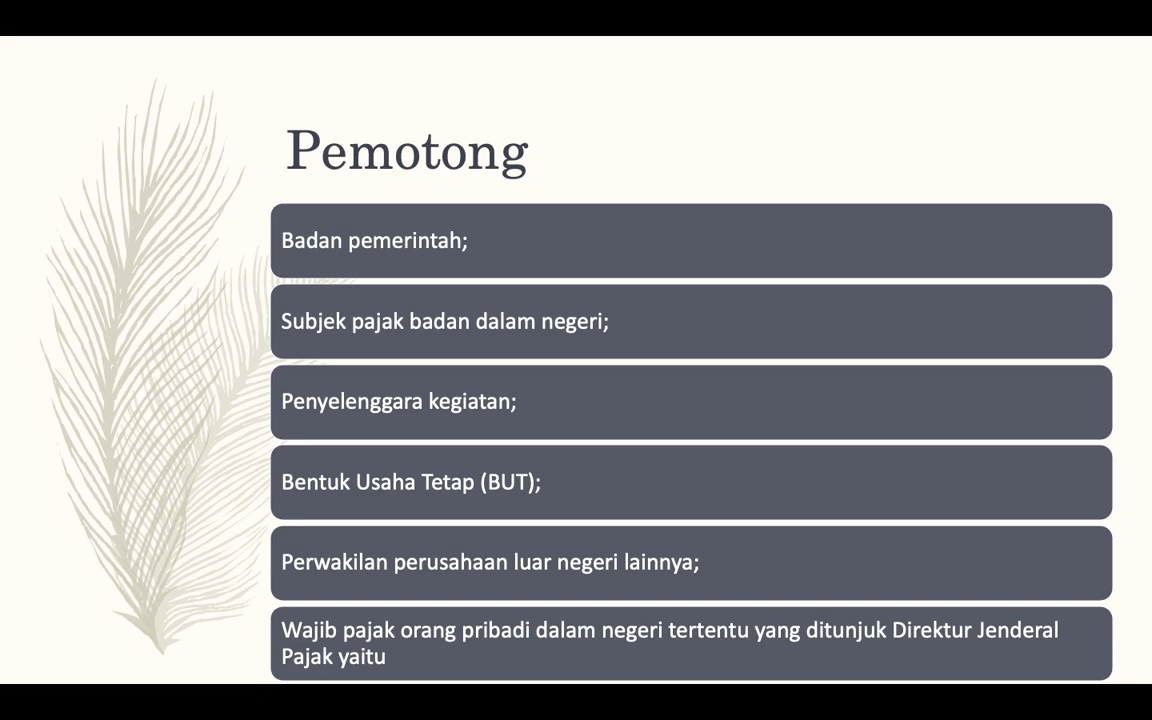 Pemotong
Badan pemerintah;
Subjek pajak badan dalam negeri;
Penyelenggara kegiatan;
Bentuk Usaha Tetap (BUT);
Perwakilan perusahaan luar negeri lainnya;
Wajib pajak orang pribadi dalam negeri tertentu yang ditunjuk Direktur Jenderal
Pajak yaitu